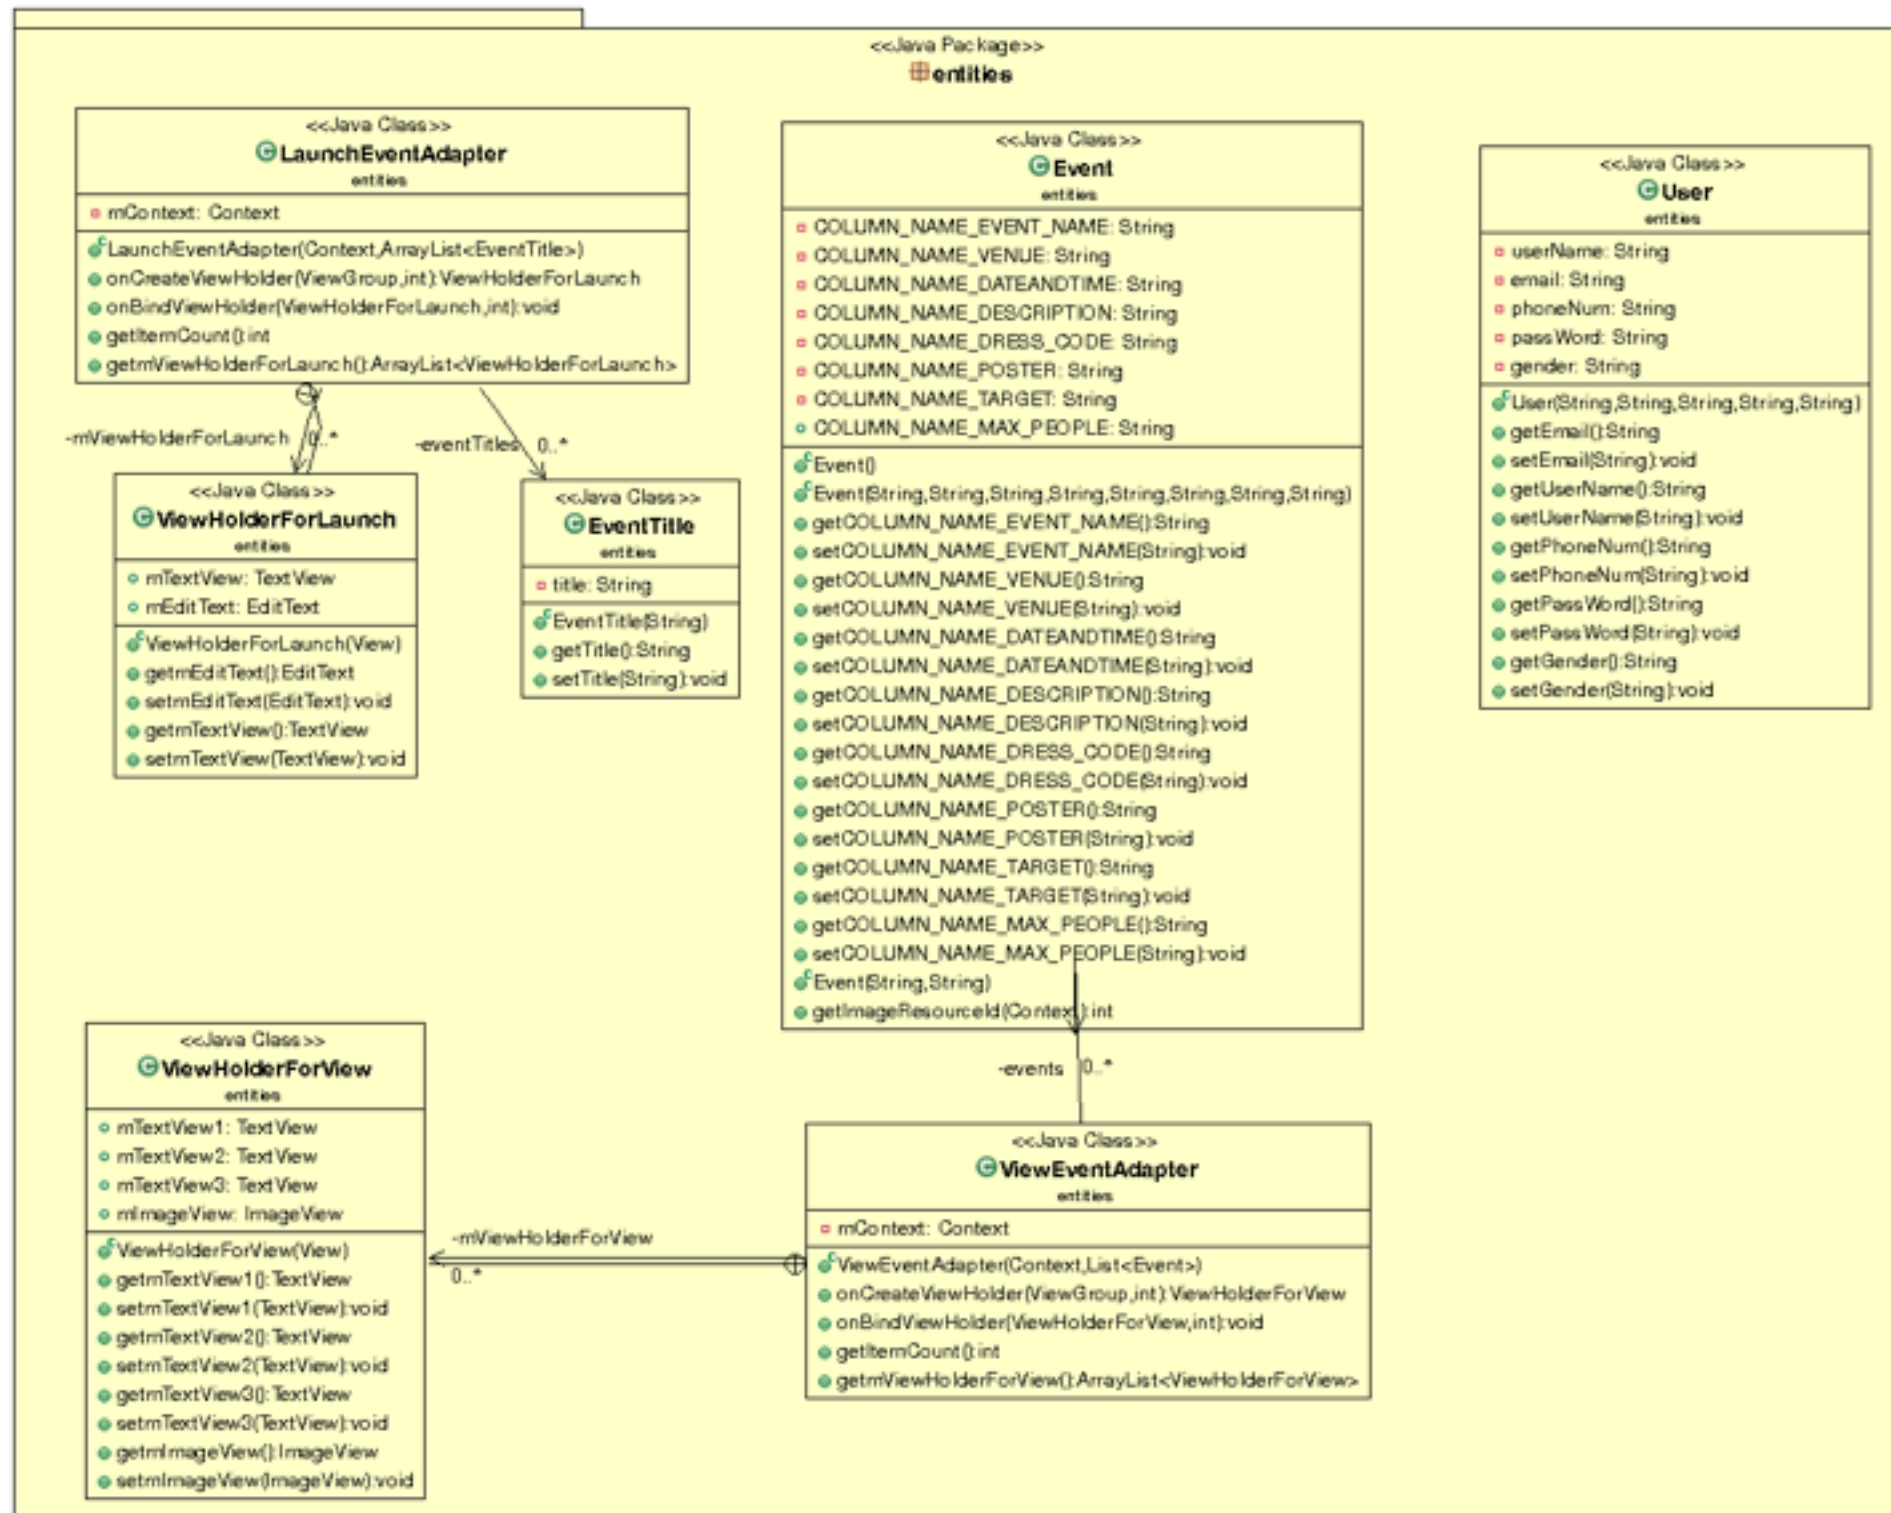 <<Java Package>>
entities
<<Java Class>>
LaunchEventAdapter
entities
mContext: Context
LaunchEventAdapter(Context,ArrayList<EventTitle>)
onCreateViewHolder(ViewGroup,int):ViewHolderForLaunch
onBindViewHolder(ViewHolderForLaunch,int):void
getItemCount():int
getmViewHolderForLaunch():ArrayList<ViewHolderForLaunch>
-mViewHolderForLaunch
0..*
-eventTitles
0..*
<<Java Class>>
ViewHolderForLaunch
entities
mTextView: TextView
mEditText: EditText
ViewHolderForLaunch(View)
getmEditText():EditText
setmEditText(EditText):void
getmTextView():TextView
setmTextView(TextView):void
<<Java Class>>
EventTitle
entities
title: String
EventTitle(String)
getTitle():String
setTitle(String):void
<<Java Class>>
Event
entities
COLUMN_NAME_EVENT_NAME: String
COLUMN_NAME_VENUE: String
COLUMN_NAME_DATEANDTIME: String
COLUMN_NAME_DESCRIPTION: String
COLUMN_NAME_DRESS_CODE: String
COLUMN_NAME_POSTER: String
COLUMN_NAME_TARGET: String
COLUMN_NAME_MAX_PEOPLE: String
Event()
Event(String,String,String,String,String,String,String,String)
getCOLUMN_NAME_EVENT_NAME():String
setCOLUMN_NAME_EVENT_NAME(String):void
getCOLUMN_NAME_VENUE():String
setCOLUMN_NAME_VENUE(String):void
getCOLUMN_NAME_DATEANDTIME():String
setCOLUMN_NAME_DATEANDTIME(String):void
getCOLUMN_NAME_DESCRIPTION():String
setCOLUMN_NAME_DESCRIPTION(String):void
getCOLUMN_NAME_DRESS_CODE():String
setCOLUMN_NAME_DRESS_CODE(String):void
getCOLUMN_NAME_POSTER():String
setCOLUMN_NAME_POSTER(String):void
getCOLUMN_NAME_TARGET():String
setCOLUMN_NAME_TARGET(String):void
getCOLUMN_NAME_MAX_PEOPLE():String
setCOLUMN_NAME_MAX_PEOPLE(String):void
Event(String,String)
getImageResourceId(Context):int
<<Java Class>>
User
entities
userName: String
email: String
phoneNum: String
passWord: String
gender: String
User(String,String,String,String,String)
getEmail():String
setEmail(String):void
getUserName():String
setUserName(String):void
getPhoneNum():String
setPhoneNum(String):void
getPassWord():String
setPassWord(String):void
getGender():String
setGender(String):void
-events
0..*
<<Java Class>>
ViewHolderForView
entities
mTextView1: TextView
mTextView2: TextView
mTextView3: TextView
mImageView: ImageView
ViewHolderForView(View)
getmTextView1():TextView
setmTextView1(TextView):void
getmTextView2():TextView
setmTextView2(TextView):void
getmTextView3():TextView
setmTextView3(TextView):void
getmImageView():ImageView
setmImageView(ImageView):void
-mViewHolderForView
0..*
<<Java Class>>
ViewEventAdapter
entities
mContext: Context
ViewEventAdapter(Context,List<Event>)
onCreateViewHolder(ViewGroup,int):ViewHolderForView
onBindViewHolder(ViewHolderForView,int):void
getItemCount():int
getmViewHolderForView():ArrayList<ViewHolderForView>